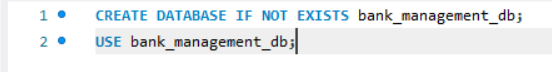 1 CREATE DATABASE IF NOT EXISTS bank_management_db;
2 USE bank_management_db;